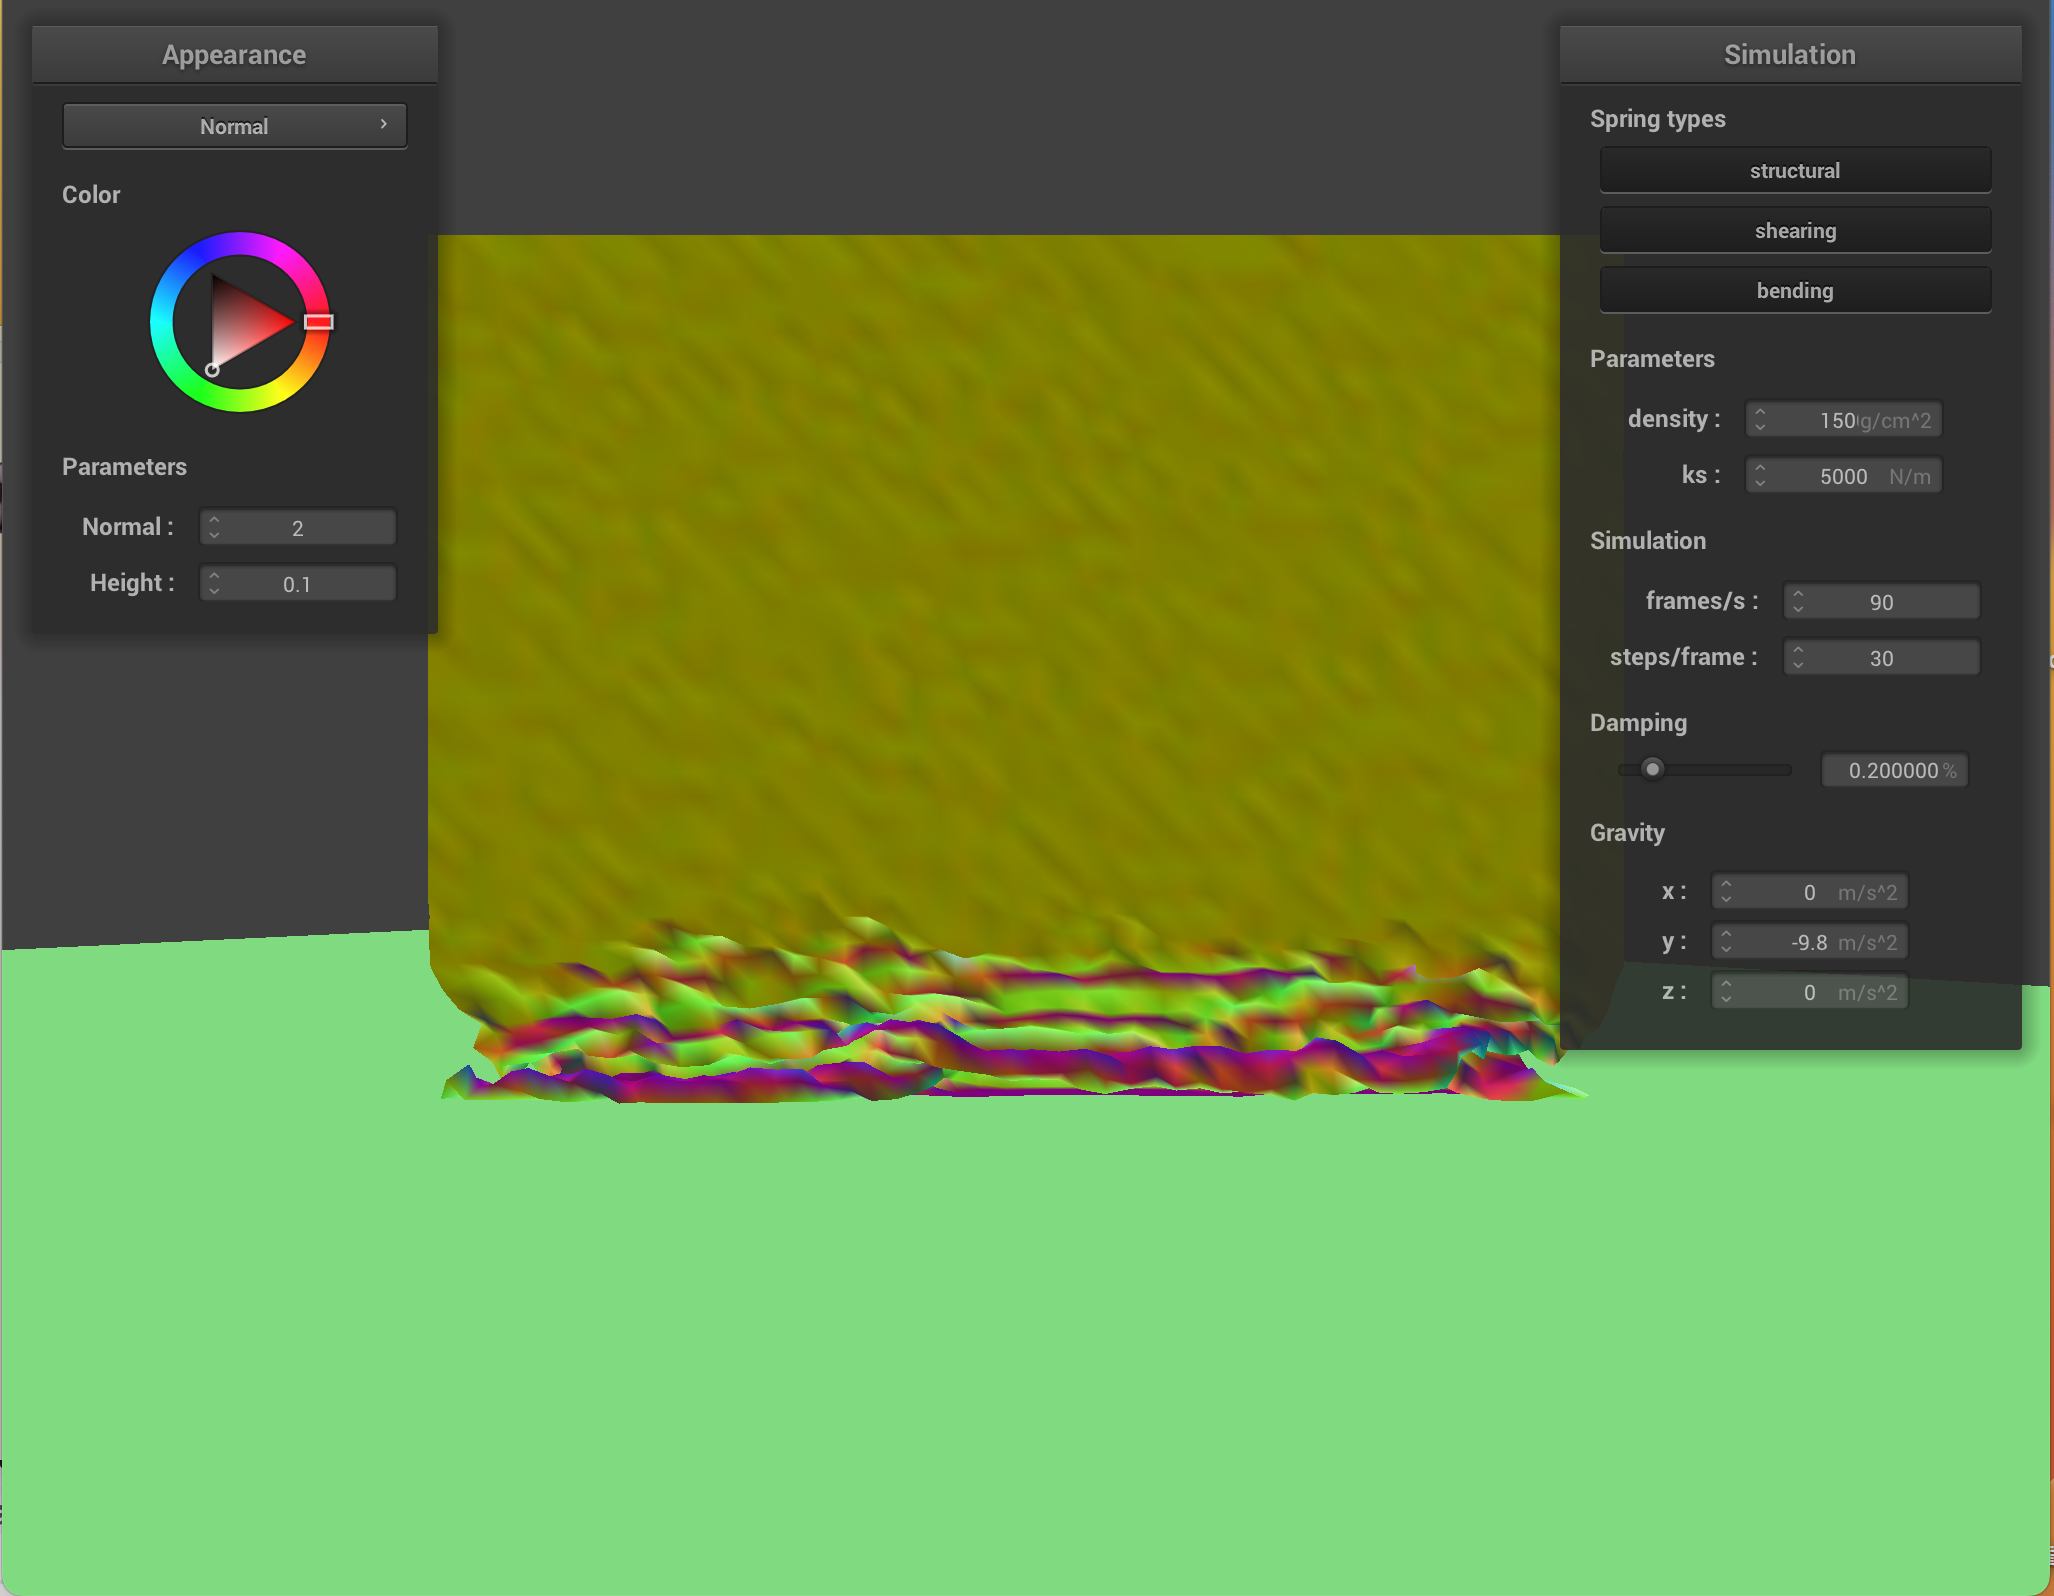 Appearance
Normal
Color
Parameters
Normal : 2
Height : 0.1
Simulation
Spring types
structural
shearing
bending
Parameters
density : 150 g/cm^2
ks : 5000 N/m
Simulation
frames/s : 90
steps/frame : 30
Damping
0.200000 %
Gravity
x : 0 m/s^2
y : -9.8 m/s^2
z : 0 m/s^2